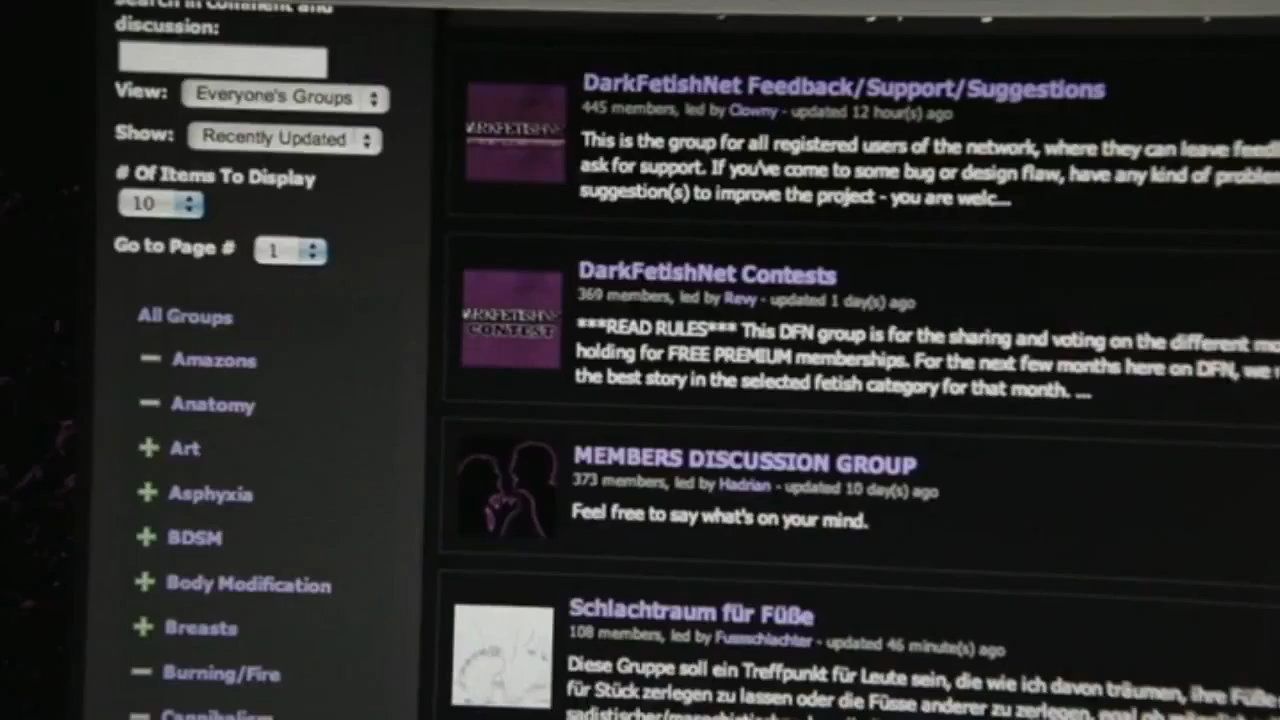 Search in comment and
discussion:
View: Everyone's Groups
Show: Recently Updated
# Of Items To Display
10
Go to Page # 1
All Groups
Amazons
Anatomy
Art
Asphyxia
BDSM
Body Modification
Breasts
Burning/Fire
Cannibalism
DarkFetishNet Feedback/Support/Suggestions
445 members, led by Clowny - updated 12 hour(s) ago
This is the group for all registered users of the network, where they can leave
ask for support. If you've come to some bug or design flaw, have any kind of
suggestion(s) to improve the project - you are welc...
DarkFetishNet Contests
369 members, led by Revy - updated 1 day(s) ago
***READ RULES*** This DFN group is for the sharing and voting on the different
holding for FREE PREMIUM memberships. For the next few months here on DFN, we
the best story in the selected fetish category for that month. ...
CONTEST
MEMBERS DISCUSSION GROUP
373 members, led by Hadrian - updated 10 day(s) ago
Feel free to say what's on your mind.
Schlachtraum für Füße
108 members, led by Fussschlachter - updated 46 minute(s) ago
Diese Gruppe soll ein Treffpunkt für Leute sein, die wie ich davon träumen, ihre Füße
für Stück zerlegen zu lassen oder die Füsse anderer zu zerlegen, egal ob